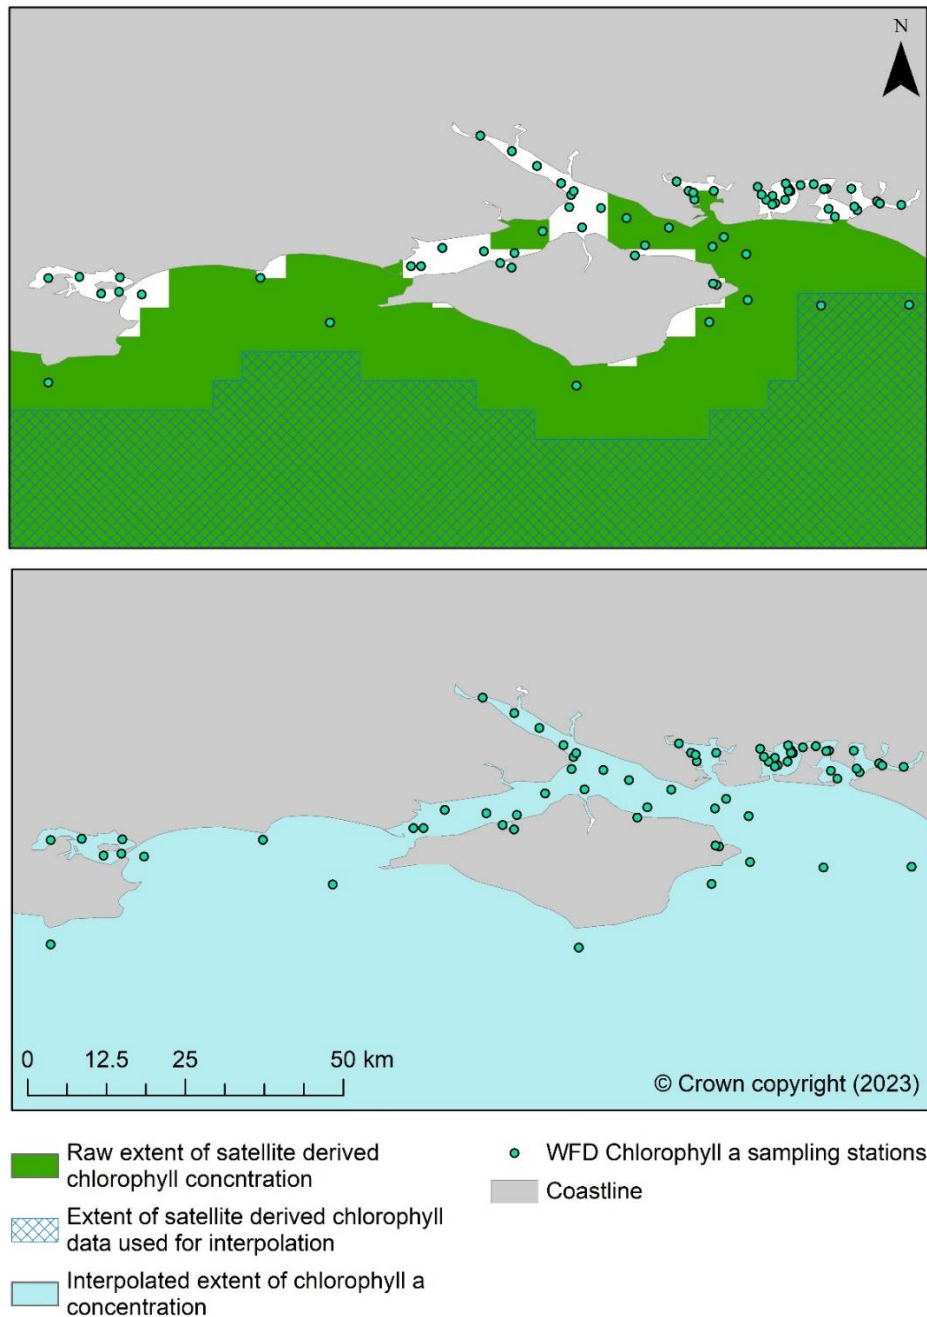 N
0 12.5 25 50 km
© Crown copyright (2023)
Raw extent of satellite derived
chlorophyll concntration
Extent of satellite derived chlorophyll
data used for interpolation
Interpolated extent of chlorophyll a
concentration
WFD Chlorophyll a sampling stations
Coastline